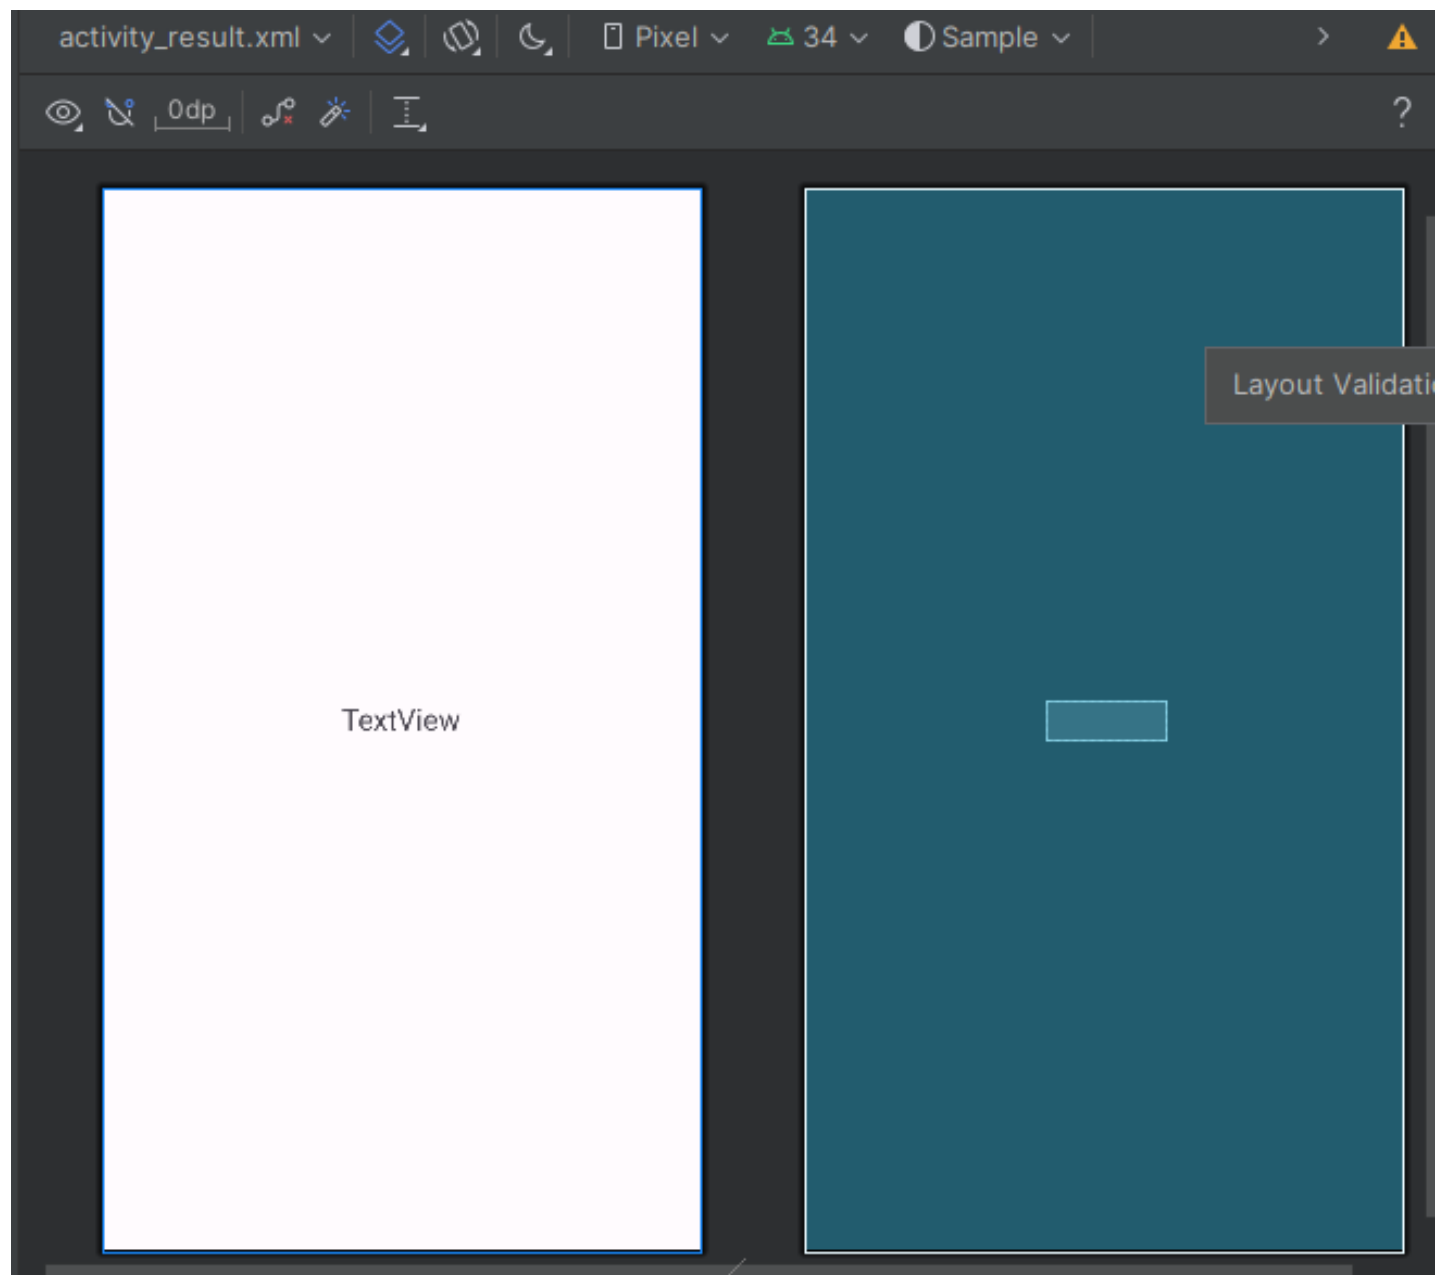 activity_result.xml Pixel 34 Sample
0dp ?
Layout Validati
TextView